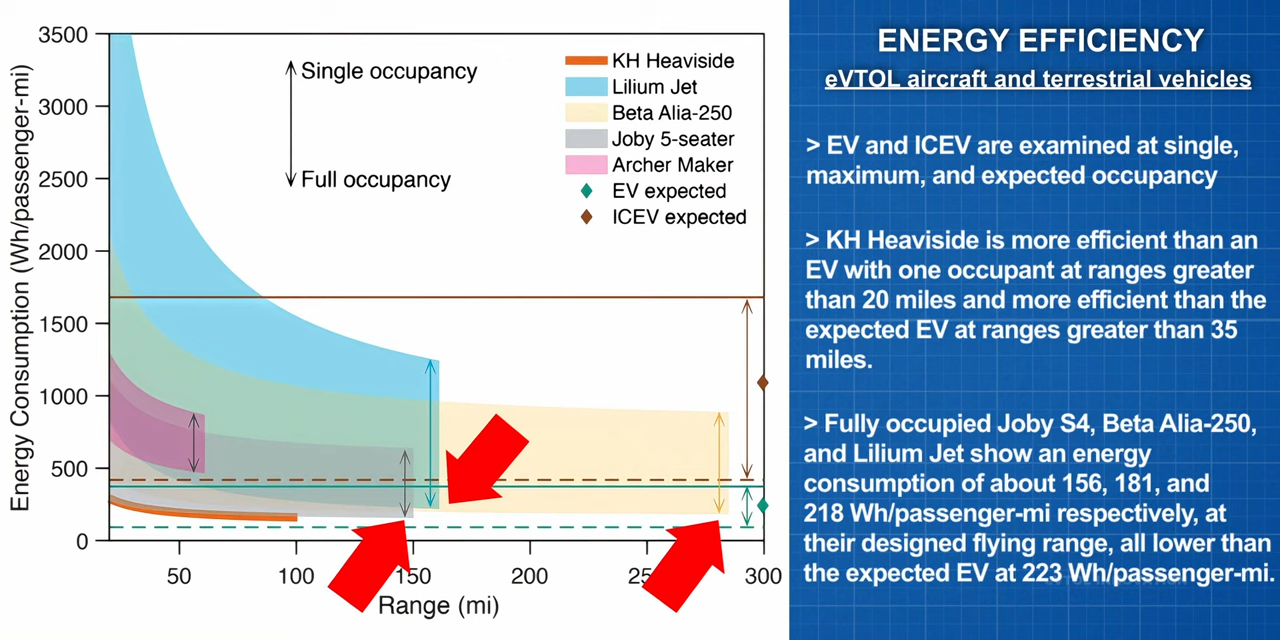 3500
3000
2500
2000
1500
1000
500
0
Energy Consumption (Wh/passenger-mi)
Single occupancy
Full occupancy
KH Heaviside
Lilium Jet
Beta Alia-250
Joby 5-seater
Archer Maker
EV expected
ICEV expected
50
100
150
200
300
Range (mi)
ENERGY EFFICIENCY
eVTOL aircraft and terrestrial vehicles
> EV and ICEV are examined at single,
maximum, and expected occupancy
> KH Heaviside is more efficient than an
EV with one occupant at ranges greater
than 20 miles and more efficient than the
expected EV at ranges greater than 35
miles.
> Fully occupied Joby S4, Beta Alia-250,
and Lilium Jet show an energy
consumption of about 156, 181, and
218 Wh/passenger-mi respectively, at
their designed flying range, all lower than
the expected EV at 223 Wh/passenger-mi.